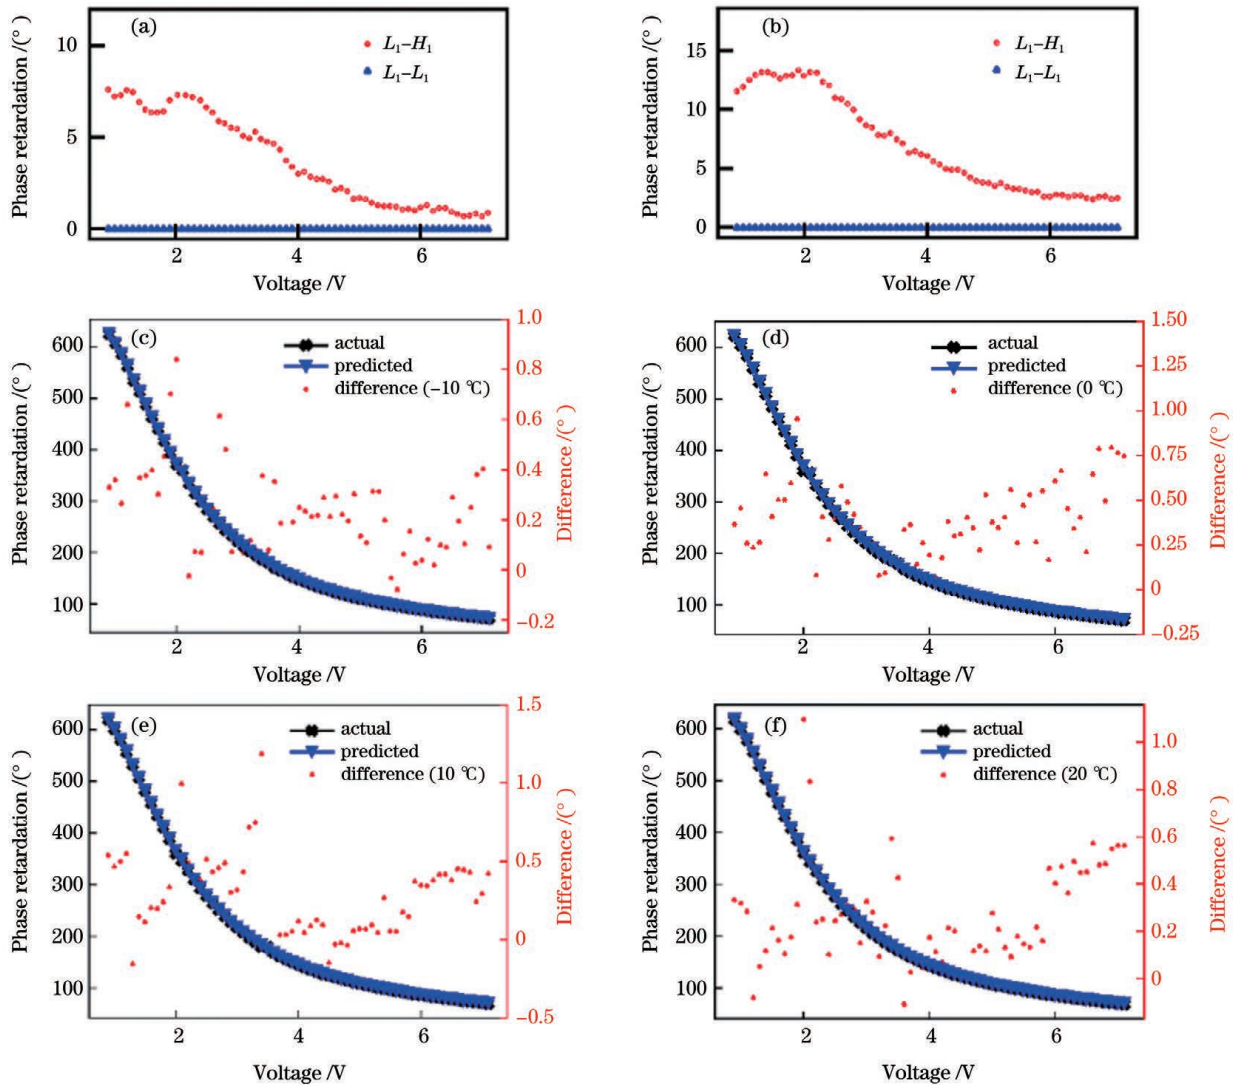 (a)
L1–H1
L1–L1
10
5
0
Phase retardation /(° )
2
4
6
Voltage /V
(b)
L1–H1
L1–L1
15
10
5
0
Phase retardation /(° )
2
4
6
Voltage /V
(c)
actual
predicted
difference (−10 ℃)
600
500
400
300
200
100
Phase retardation /(° )
1.0
0.8
0.6
0.4
0.2
0
−0.2
Difference /(° )
2
4
6
Voltage /V
(d)
actual
predicted
difference (0 ℃)
600
500
400
300
200
100
Phase retardation /(° )
1.50
1.25
1.00
0.75
0.50
0.25
0
−0.25
Difference /(° )
2
4
6
Voltage /V
(e)
actual
predicted
difference (10 ℃)
600
500
400
300
200
100
Phase retardation /(° )
1.5
1.0
0.5
0
−0.5
Difference /(° )
2
4
6
Voltage /V
(f)
actual
predicted
difference (20 ℃)
600
500
400
300
200
100
Phase retardation /(° )
1.0
0.8
0.6
0.4
0.2
0
Difference /(° )
2
4
6
Voltage /V